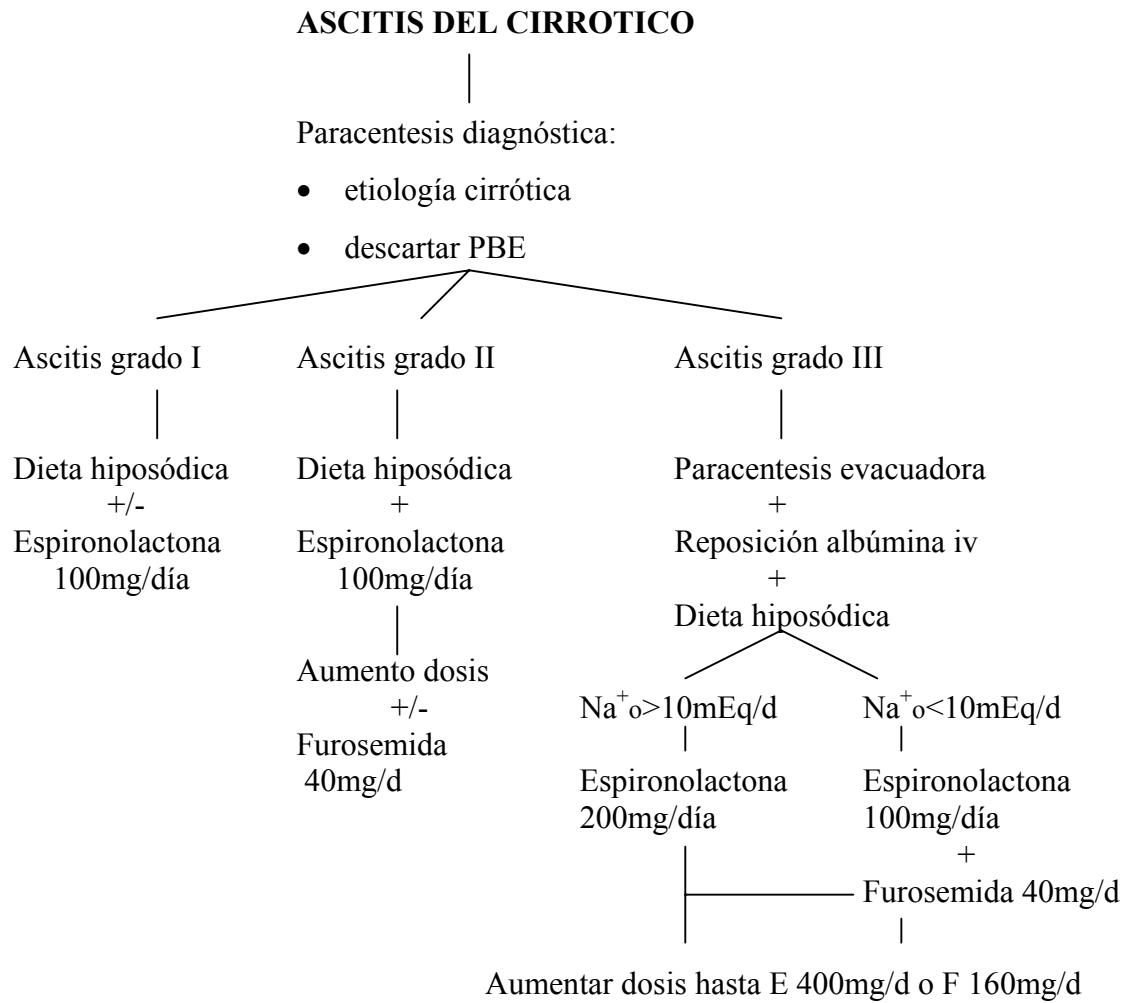 ASCITIS DEL CIRROTICO
Paracentesis diagnóstica:
• etiología cirrótica
• descartar PBE
Ascitis grado I
Ascitis grado II
Ascitis grado III
Dieta hiposódica
+/-
Espironolactona
100mg/día
Dieta hiposódica
+
Espironolactona
100mg/día
Aumento dosis
+/-
Furosemida
40mg/d
Paracentesis evacuadora
+
Reposición albúmina iv
+
Dieta hiposódica
Na⁺o>10mEq/d
Espironolactona
200mg/día
Na⁺o<10mEq/d
Espironolactona
100mg/día
+
Furosemida 40mg/d
Aumentar dosis hasta E 400mg/d o F 160mg/d